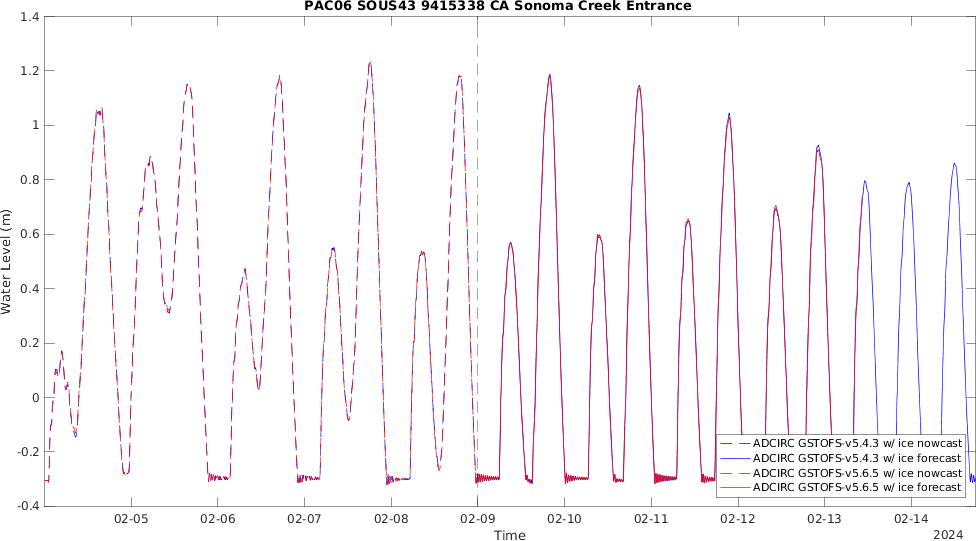 PAC06 SOUS43 9415338 CA Sonoma Creek Entrance
1.4
1.2
1
0.8
0.6
0.4
0.2
0
-0.2
-0.4
Water Level (m)
ADCIRC GSTOFS-v5.4.3 w/ ice nowcast
ADCIRC GSTOFS-v5.4.3 w/ ice forecast
ADCIRC GSTOFS-v5.6.5 w/ ice nowcast
ADCIRC GSTOFS-v5.6.5 w/ ice forecast
02-05 02-06 02-07 02-08 02-09 02-10 02-11 02-12 02-13 02-14
Time
2024